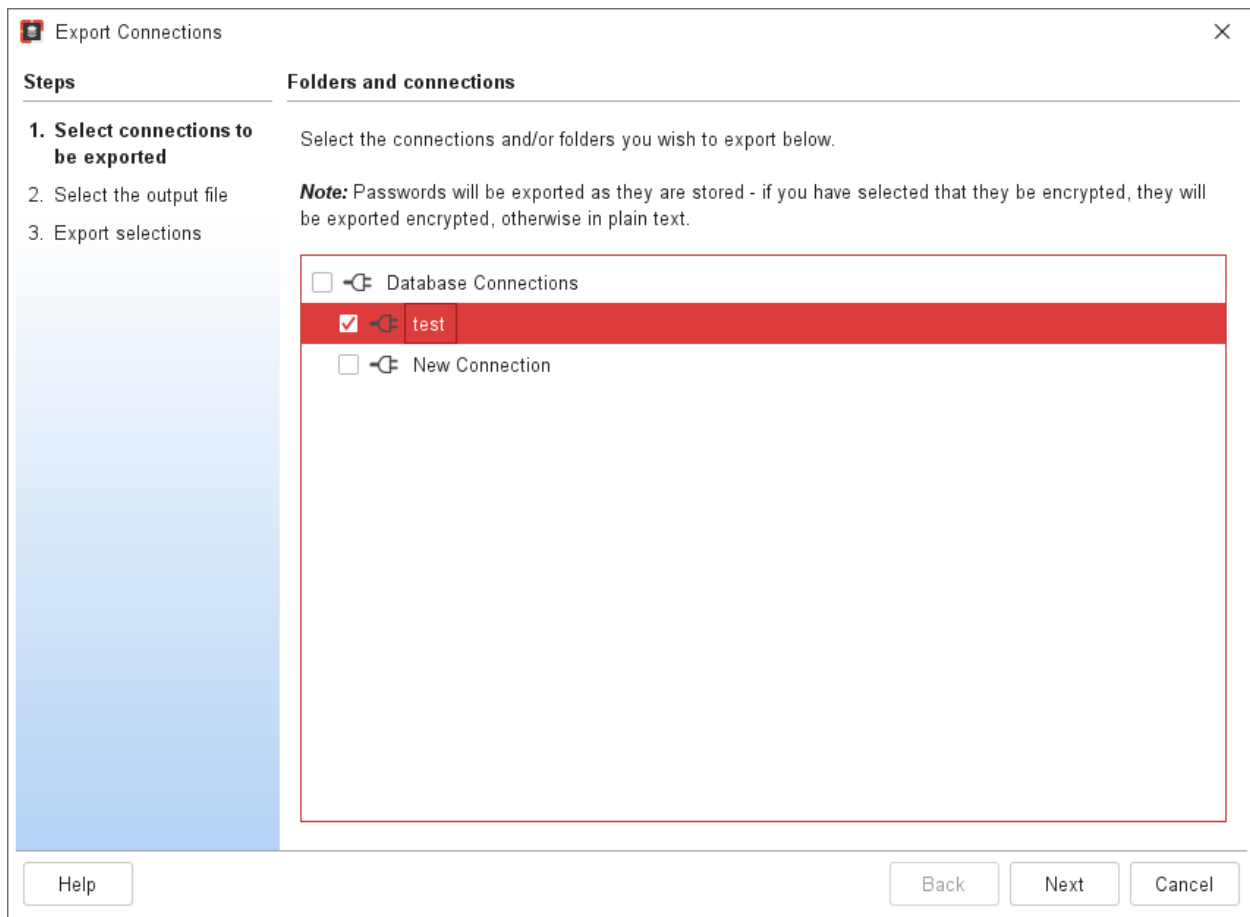 Export Connections
Steps
1. Select connections to
be exported
2. Select the output file
3. Export selections
Folders and connections
Select the connections and/or folders you wish to export below.
Note: Passwords will be exported as they are stored - if you have selected that they be encrypted, they will
be exported encrypted, otherwise in plain text.
Database Connections
test
New Connection
Help
Back
Next
Cancel